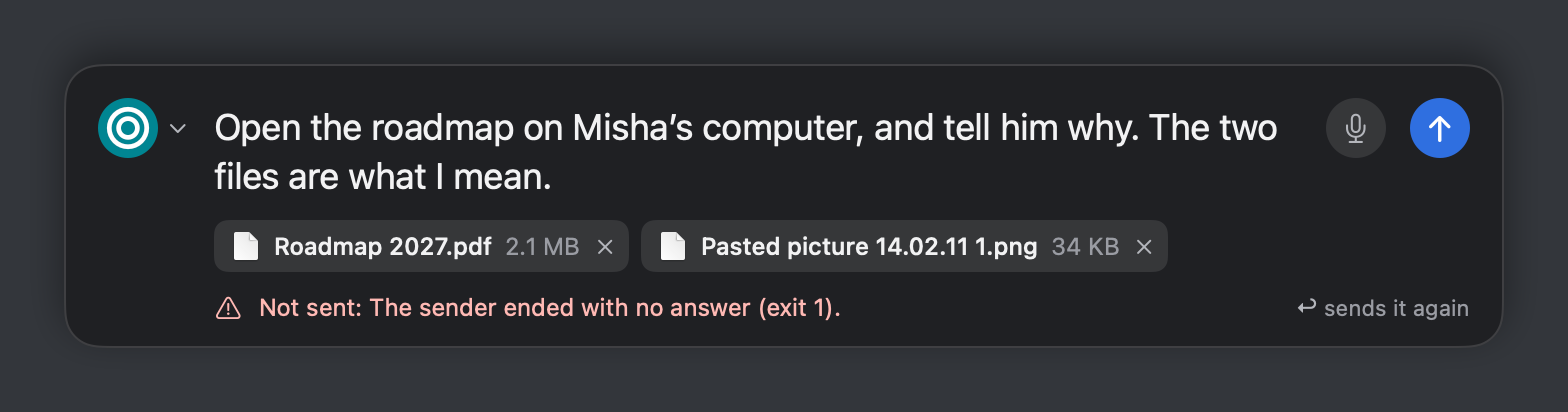 Open the roadmap on Misha’s computer, and tell him why. The two
files are what I mean.
Roadmap 2027.pdf 2.1 MB
Pasted picture 14.02.11 1.png 34 KB
Not sent: The sender ended with no answer (exit 1).
sends it again